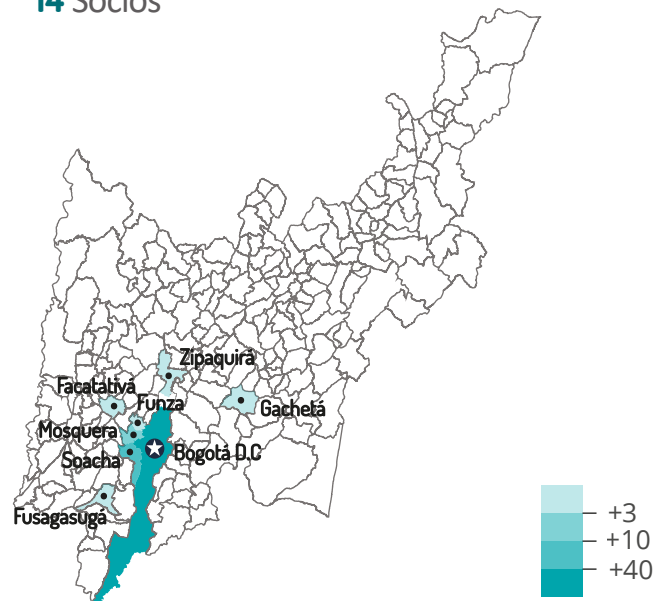 14 Socios
Zipaquirá
Facatativá
Funza
Gachetá
Mosquera
Bogotá D.C
Soacha
Fusagasugá
+3
+10
+40